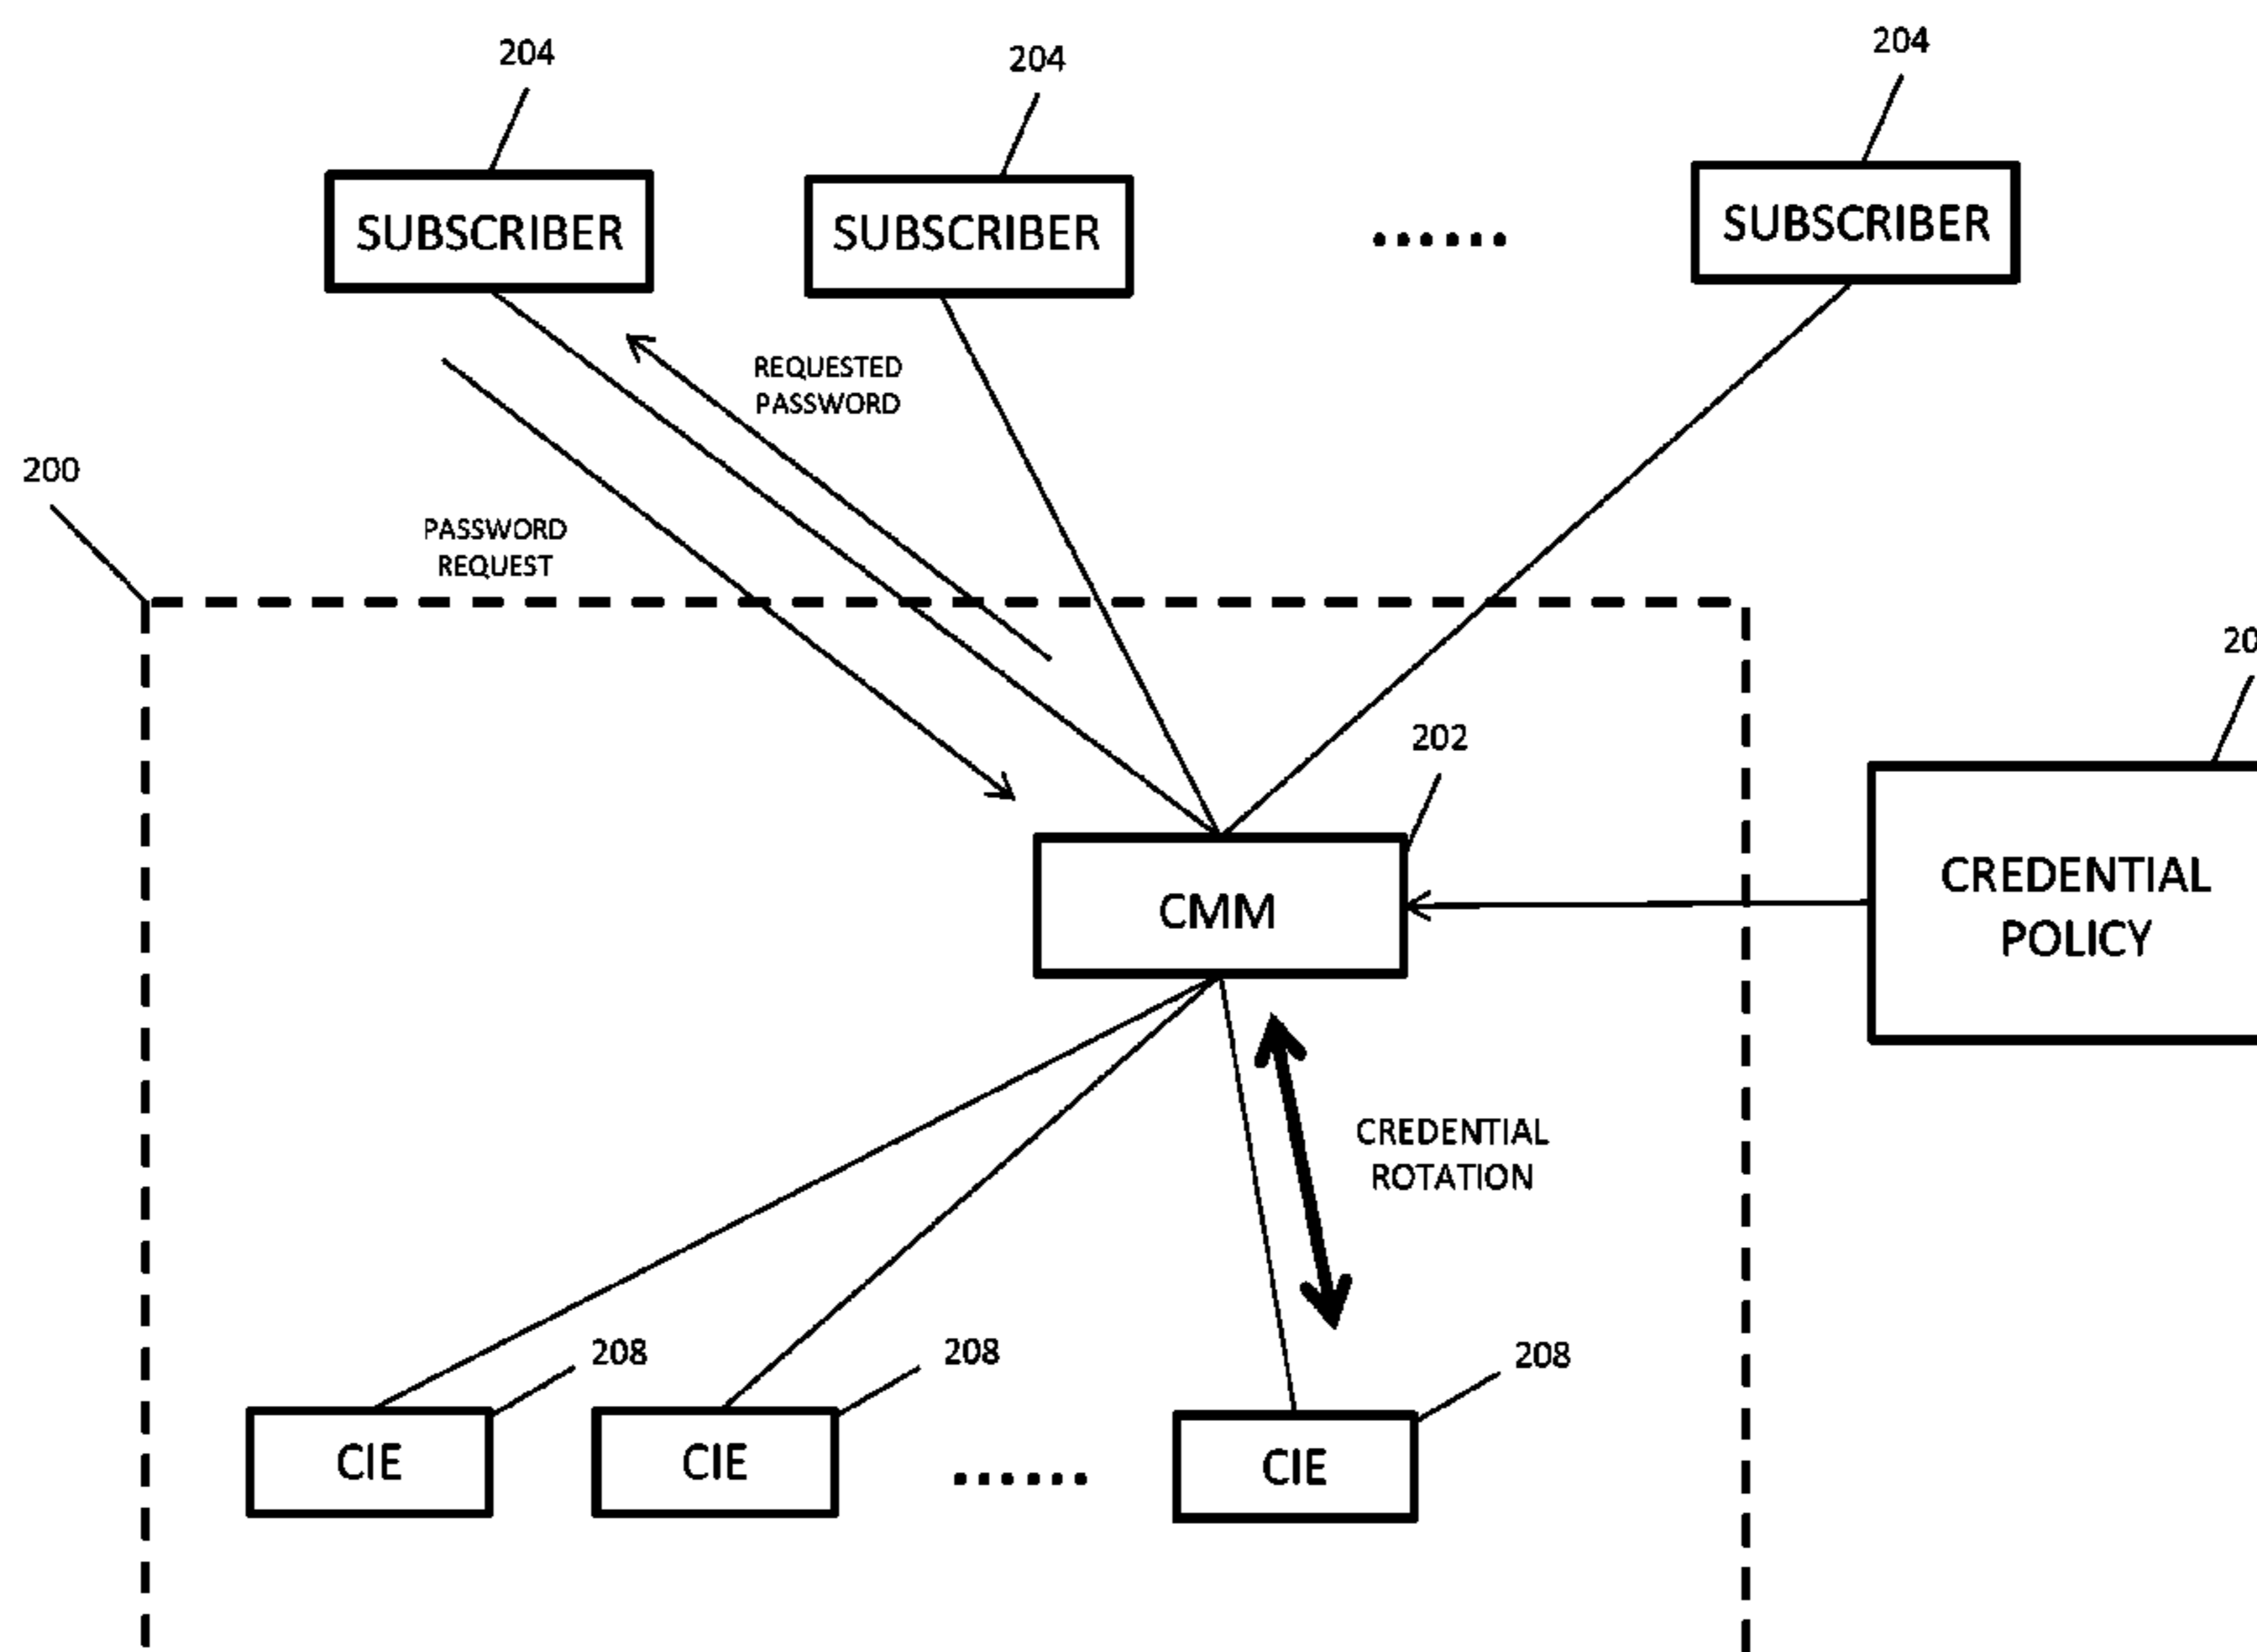 204
204
204
SUBSCRIBER
SUBSCRIBER
SUBSCRIBER
REQUESTED
PASSWORD
200
PASSWORD
REQUEST
202
CMM
CREDENTIAL
POLICY
CREDENTIAL
ROTATION
208
208
208
CIE
CIE
CIE